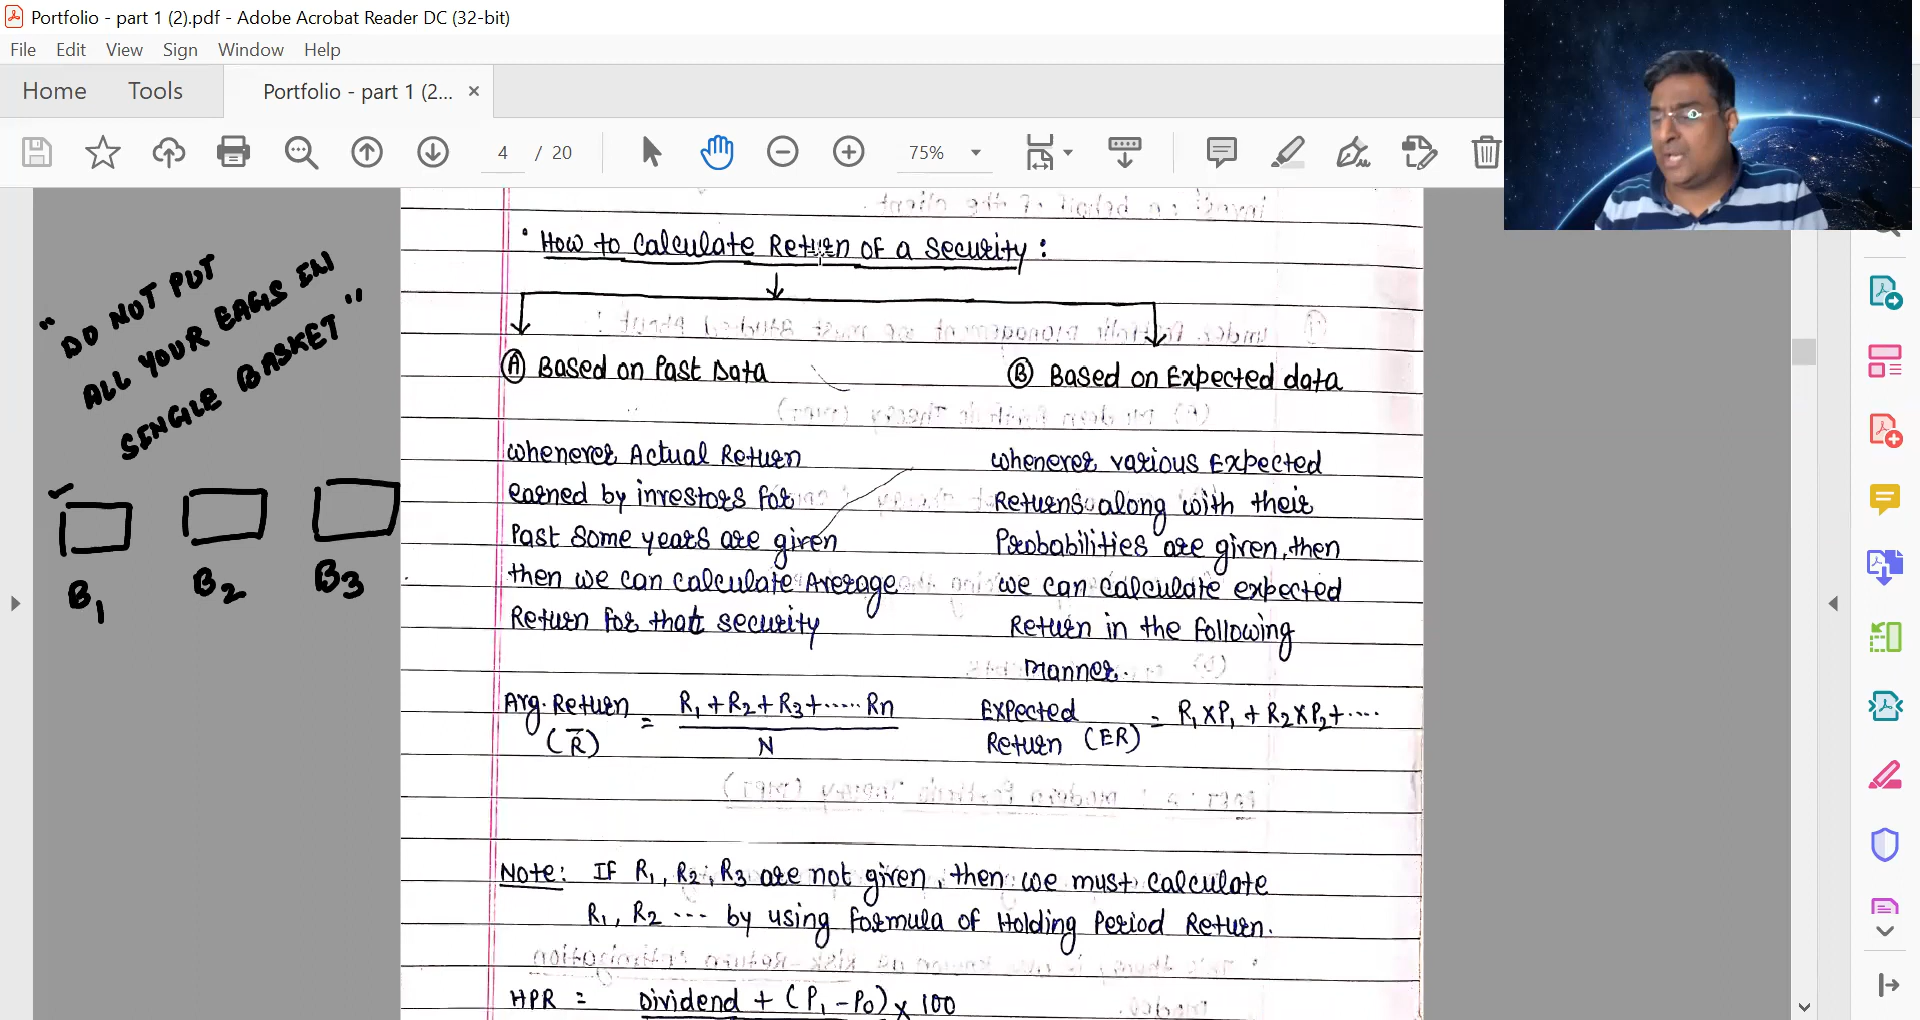 Portfolio - part 1 (2).pdf - Adobe Acrobat Reader DC (32-bit)
File Edit View Sign Window Help
Home Tools Portfolio - part 1 (2... ×
4 / 20 75%
" DO NOT PUT
ALL YOUR EAGS IN
SINGLE BASKET "
B1 B2 B3
• How to Calculate Return of a Security :
Ⓐ Based on Past Data
Ⓑ Based on Expected data
whenever Actual Return
earned by investors for
Past some years are given
then we can calculate Average
Return for that security
whenever various Expected
Returns along with their
Probabilities are given, then
we can calculate expected
Return in the following
manner.
Avg. Return (R̄) = R1 + R2 + R3 + ..... Rn / N
Expected Return (ER) = R1 X P1 + R2 X P2 + ....
Note: If R1, R2, R3 are not given, then we must calculate
R1, R2 --- by using formula of Holding Period Return.
HPR = Dividend + (P1 - P0) x 100